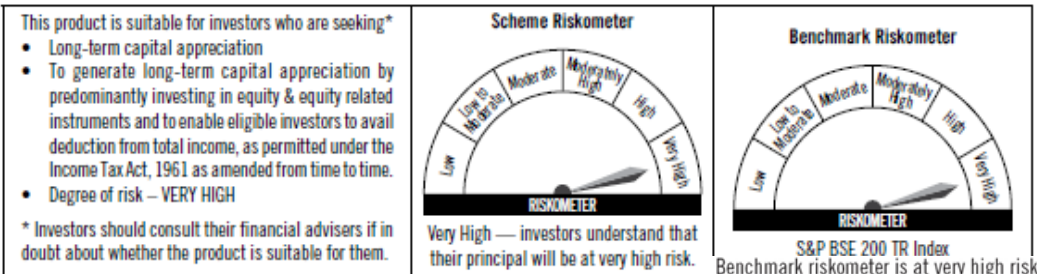 This product is suitable for investors who are seeking*
• Long-term capital appreciation
• To generate long-term capital appreciation by
predominantly investing in equity & equity related
instruments and to enable eligible investors to avail
deduction from total income, as permitted under the
Income Tax Act, 1961 as amended from time to time.
• Degree of risk – VERY HIGH
* Investors should consult their financial advisers if in
doubt about whether the product is suitable for them.
Scheme Riskometer
Low
Low to
Moderate
Moderate
Moderately
High
High
Very High
RISKOMETER
Very High — investors understand that
their principal will be at very high risk.
Benchmark Riskometer
Low
Low to
Moderate
Moderate
Moderately
High
High
Very High
RISKOMETER
S&P BSE 200 TR Index
Benchmark riskometer is at very high risk